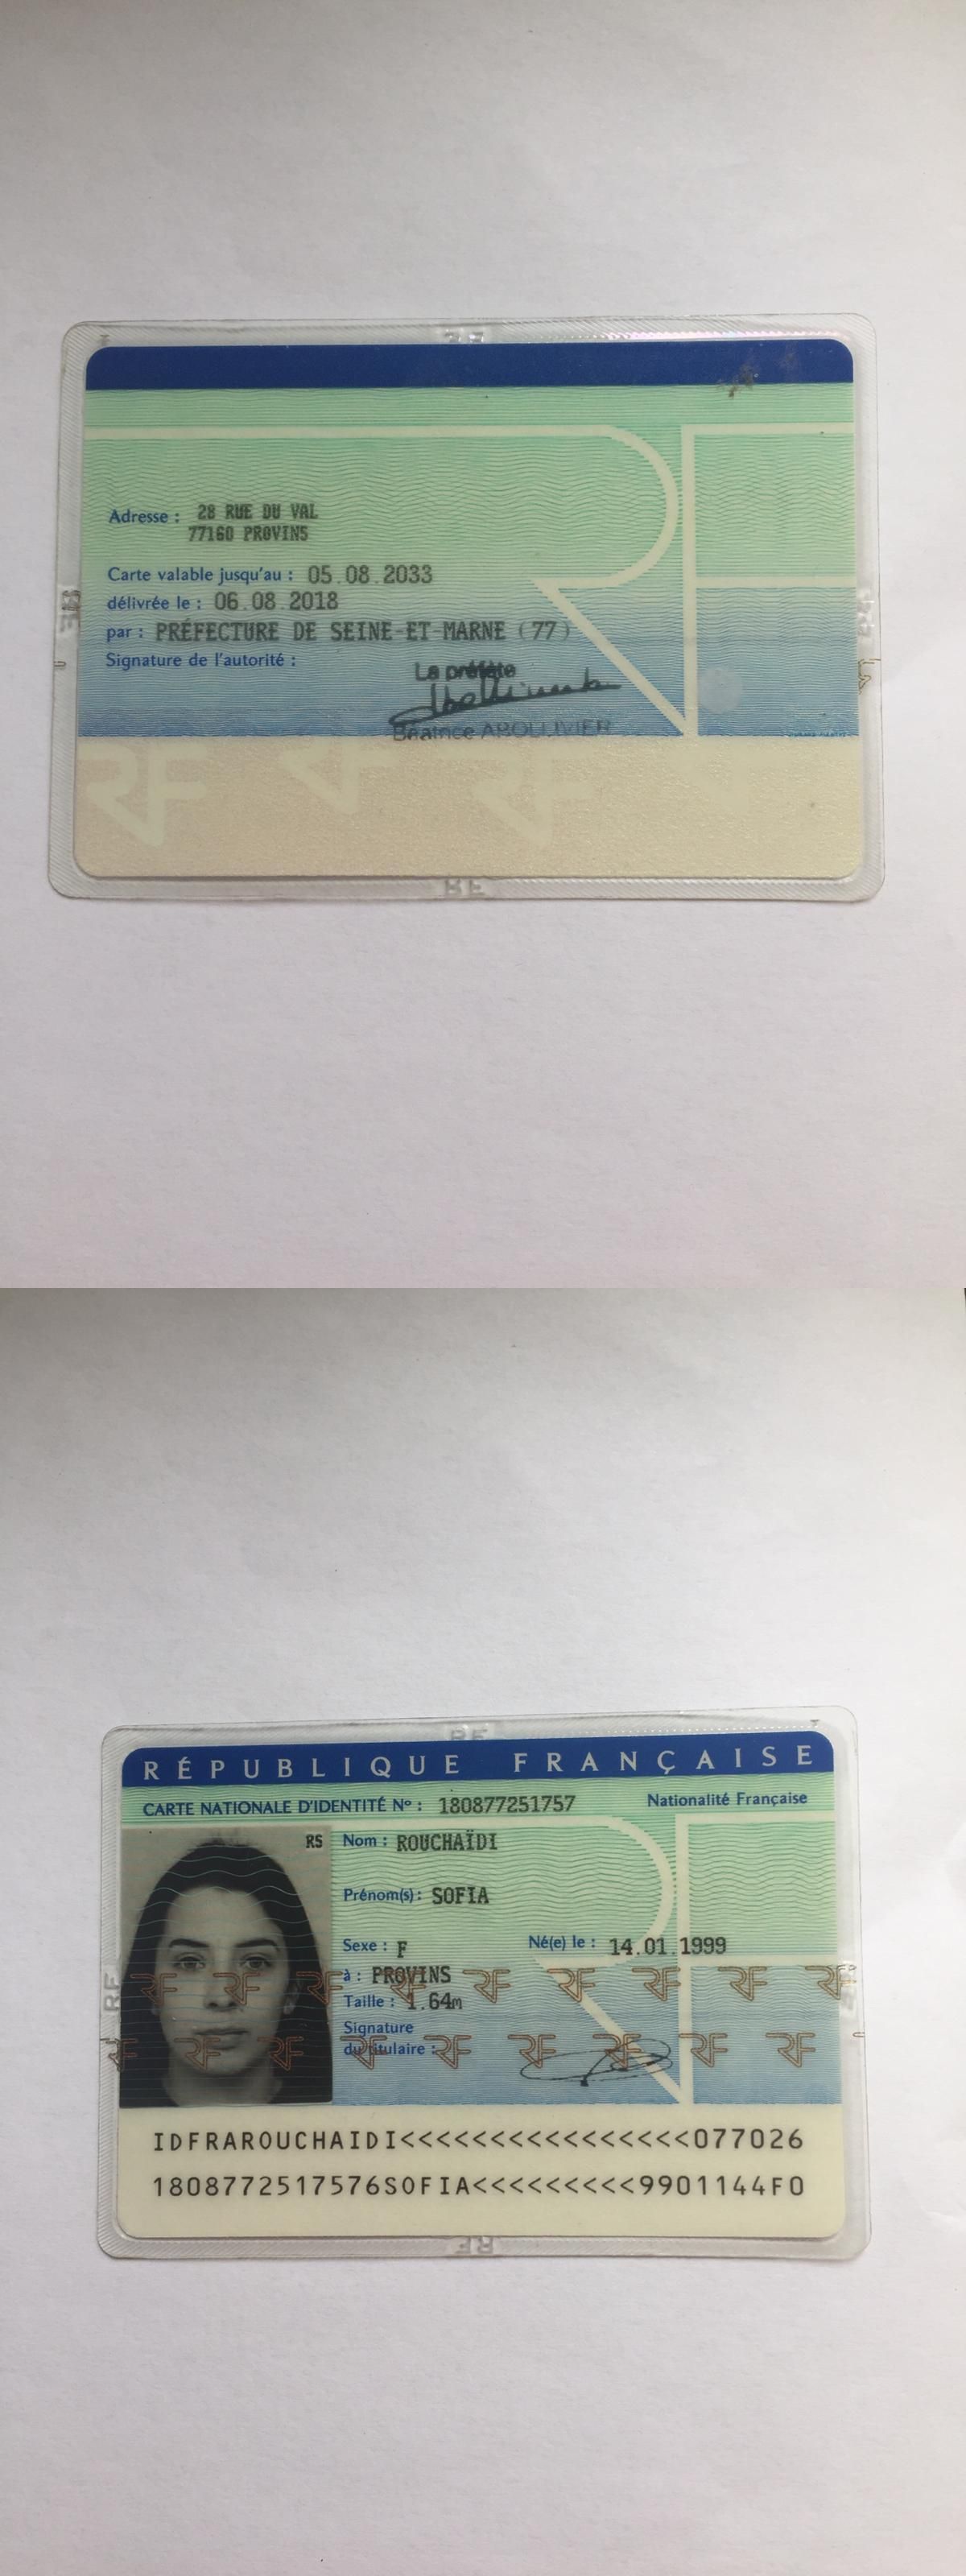 Adresse : 28 RUE DU VAL
77160 PROVINS
Carte valable jusqu'au : 05.08.2033
délivrée le : 06.08.2018
par : PRÉFECTURE DE SEINE-ET-MARNE (77)
Signature de l'autorité :
La préfète
Béatrice ABOLLIVIER
RF RF RF
RÉPUBLIQUE FRANÇAISE
CARTE NATIONALE D'IDENTITÉ N° : 180877251757 Nationalité Française
RS Nom : ROUCHAÏDI
Prénom(s) : SOFIA
Sexe : F Né(e) le : 14.01.1999
à : PROVINS
Taille : 1.64m
Signature
du titulaire :
IDFRAROUCHAIDI<<<<<<<<<<<<<<<<077026
1808772517576SOFIA<<<<<<<<<9901144F0